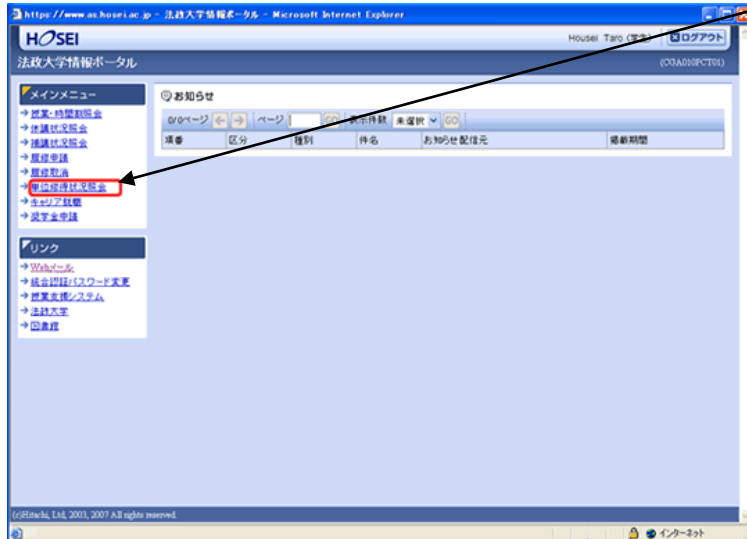 https://www.as.hosei.ac.jp - 法政大学情報ポータル - Microsoft Internet Explorer
HOSEI
Housei Taro (学生) ログアウト
法政大学情報ポータル (CGA010PCT01)
メインメニュー
授業・時間割照会
休講状況照会
補講状況照会
履修申請
履修取消
単位修得状況照会
キャリア就職
奨学金申請
リンク
Webメール
統合認証パスワード変更
授業支援システム
法政大学
図書館
お知らせ
0/0ページ ページ GO 表示件数 未選択 GO
項番 区分 種別 件名 お知らせ配信元 掲載期間
(c)Hitachi, Ltd, 2003, 2007 All rights reserved.
インターネット